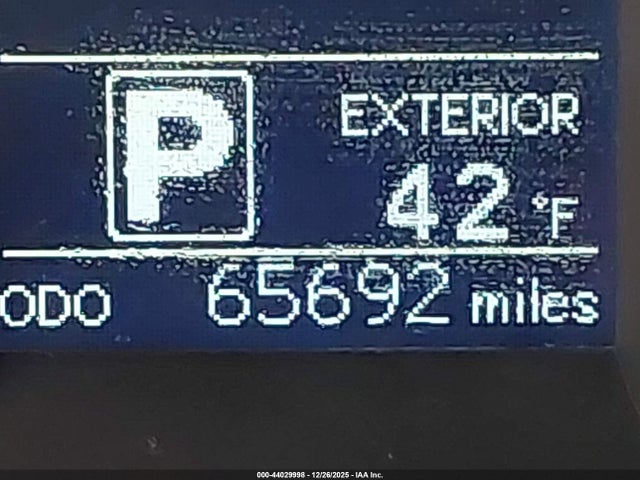 P
EXTERIOR
42 °F
ODO 65692 miles
000-44029998 - 12/26/2025 - IAA Inc.